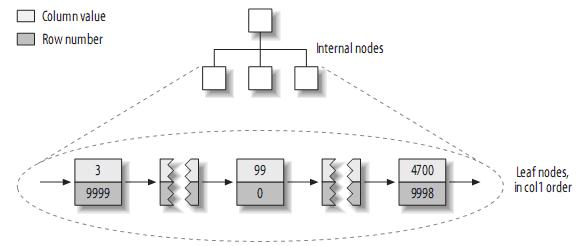 Column value
Row number
Internal nodes
3
9999
99
0
4700
9998
Leaf nodes,
in col1 order